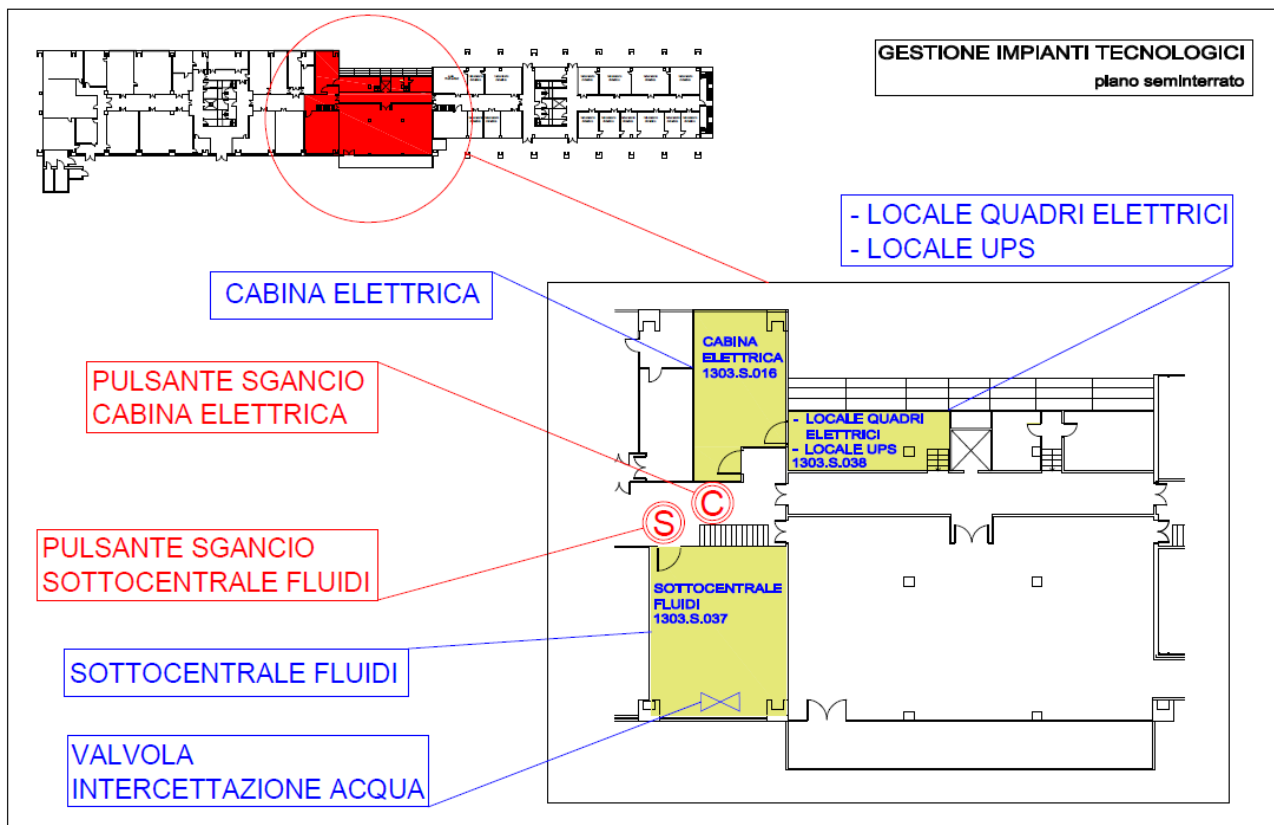 GESTIONE IMPIANTI TECNOLOGICI
piano seminterrato
- LOCALE QUADRI ELETTRICI
- LOCALE UPS
CABINA ELETTRICA
PULSANTE SGANCIO
CABINA ELETTRICA
PULSANTE SGANCIO
SOTTOCENTRALE FLUIDI
SOTTOCENTRALE FLUIDI
VALVOLA
INTERCETTAZIONE ACQUA
CABINA
ELETTRICA
1303.S.016
- LOCALE QUADRI
ELETTRICI
- LOCALE UPS
1303.S.038
C
S
SOTTOCENTRALE
FLUIDI
1303.S.037